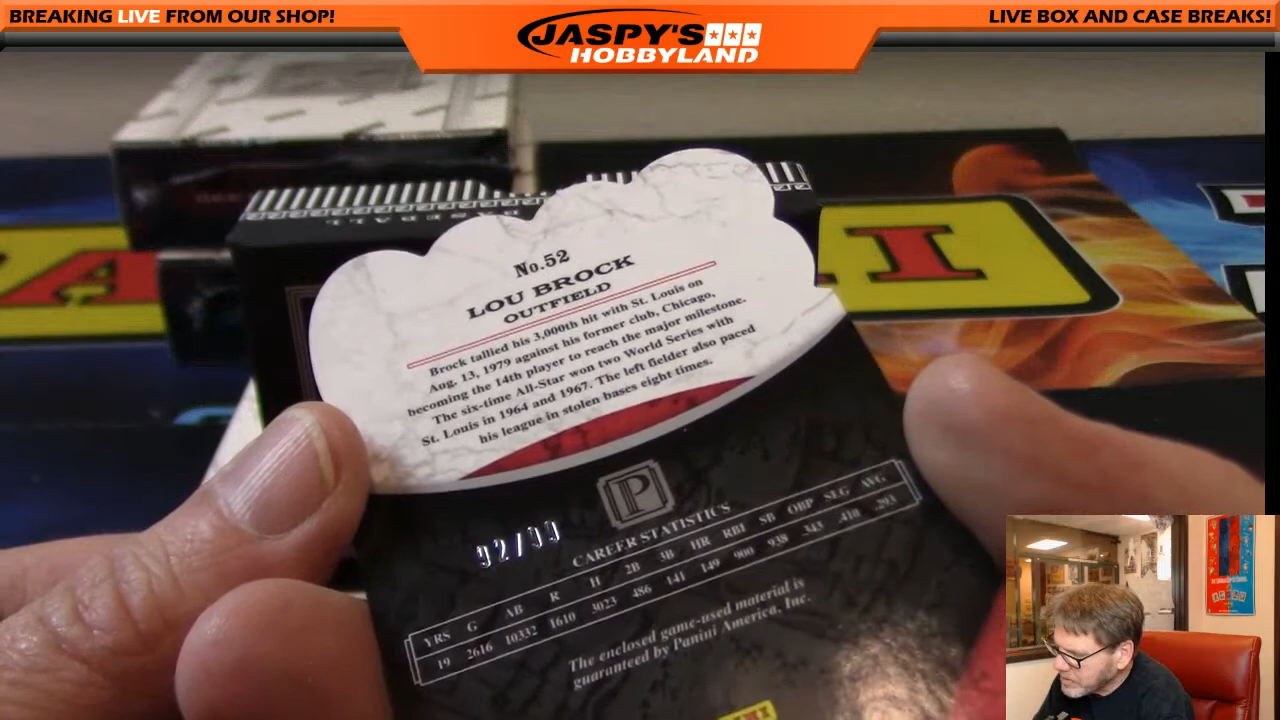 BREAKING LIVE FROM OUR SHOP!
JASPY'S
HOBBYLAND
LIVE BOX AND CASE BREAKS!
BASEBALL
No.52
LOU BROCK
OUTFIELD
Brock tallied his 3,000th hit with St. Louis on
Aug. 13, 1979 against his former club, Chicago,
becoming the 14th player to reach the major milestone.
The six-time All-Star won two World Series with
St. Louis in 1964 and 1967. The left fielder also paced
his league in stolen bases eight times.
P
92/99
CAREER STATISTICS
YRS G AB R H 2B 3B HR RBI SB OBP SLG AVG
19 2616 10332 1610 3023 486 141 149 900 938 .343 .410 .293
The enclosed game-used material is
guaranteed by Panini America, Inc.